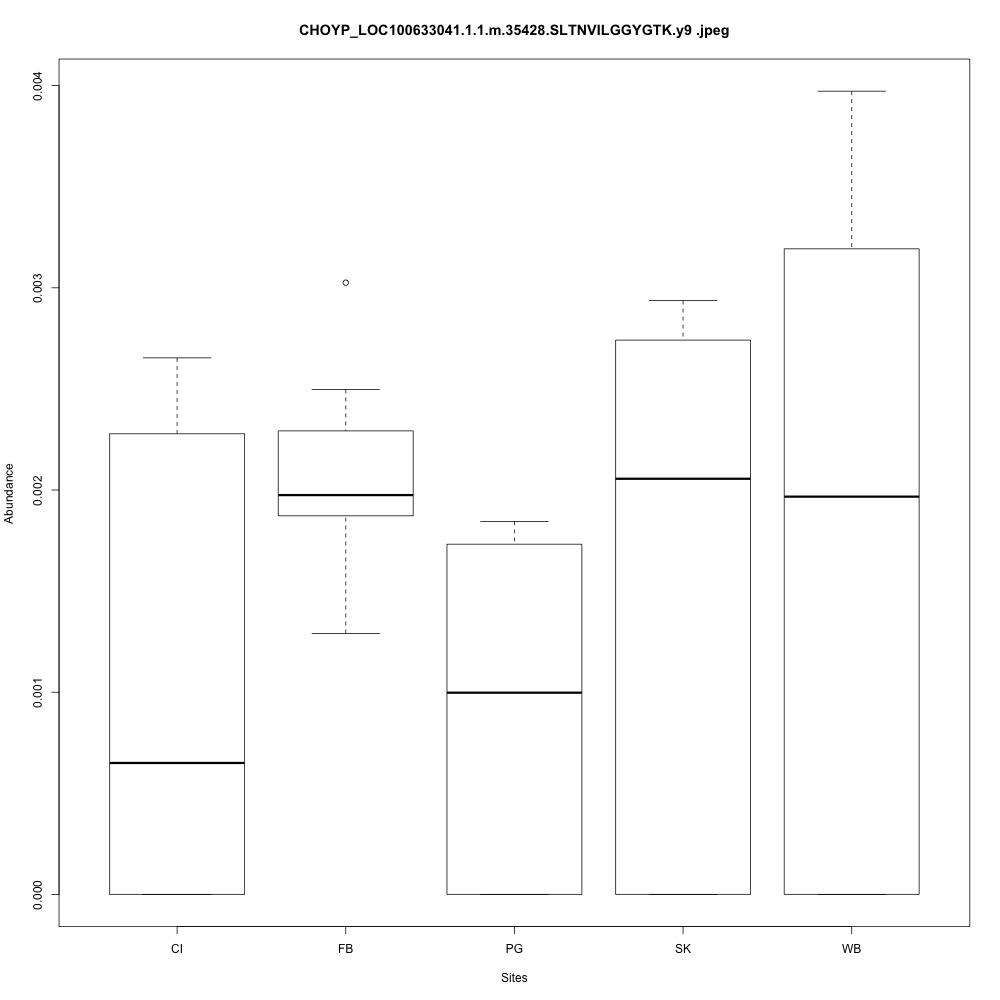 CHOYP_LOC100633041.1.1.m.35428.SLTNVILGGYGTK.y9 .jpeg
0.004
0.003
0.002
0.001
0.000
Abundance
CI FB PG SK WB
Sites